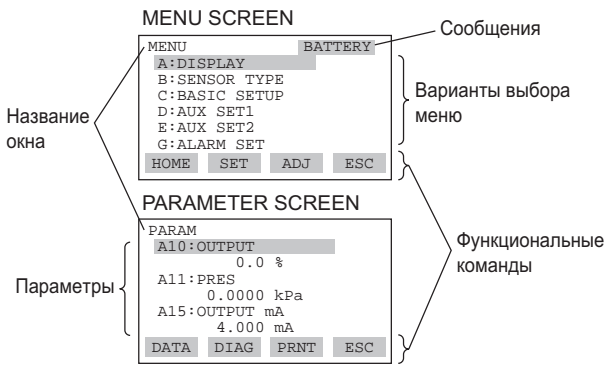 MENU SCREEN
Сообщения
MENU BATTERY
A:DISPLAY
B:SENSOR TYPE
C:BASIC SETUP
D:AUX SET1
E:AUX SET2
G:ALARM SET
HOME SET ADJ ESC
Варианты выбора
меню
Название
окна
PARAMETER SCREEN
PARAM
A10:OUTPUT
0.0 %
A11:PRES
0.0000 kPa
A15:OUTPUT mA
4.000 mA
DATA DIAG PRNT ESC
Параметры
Функциональные
команды